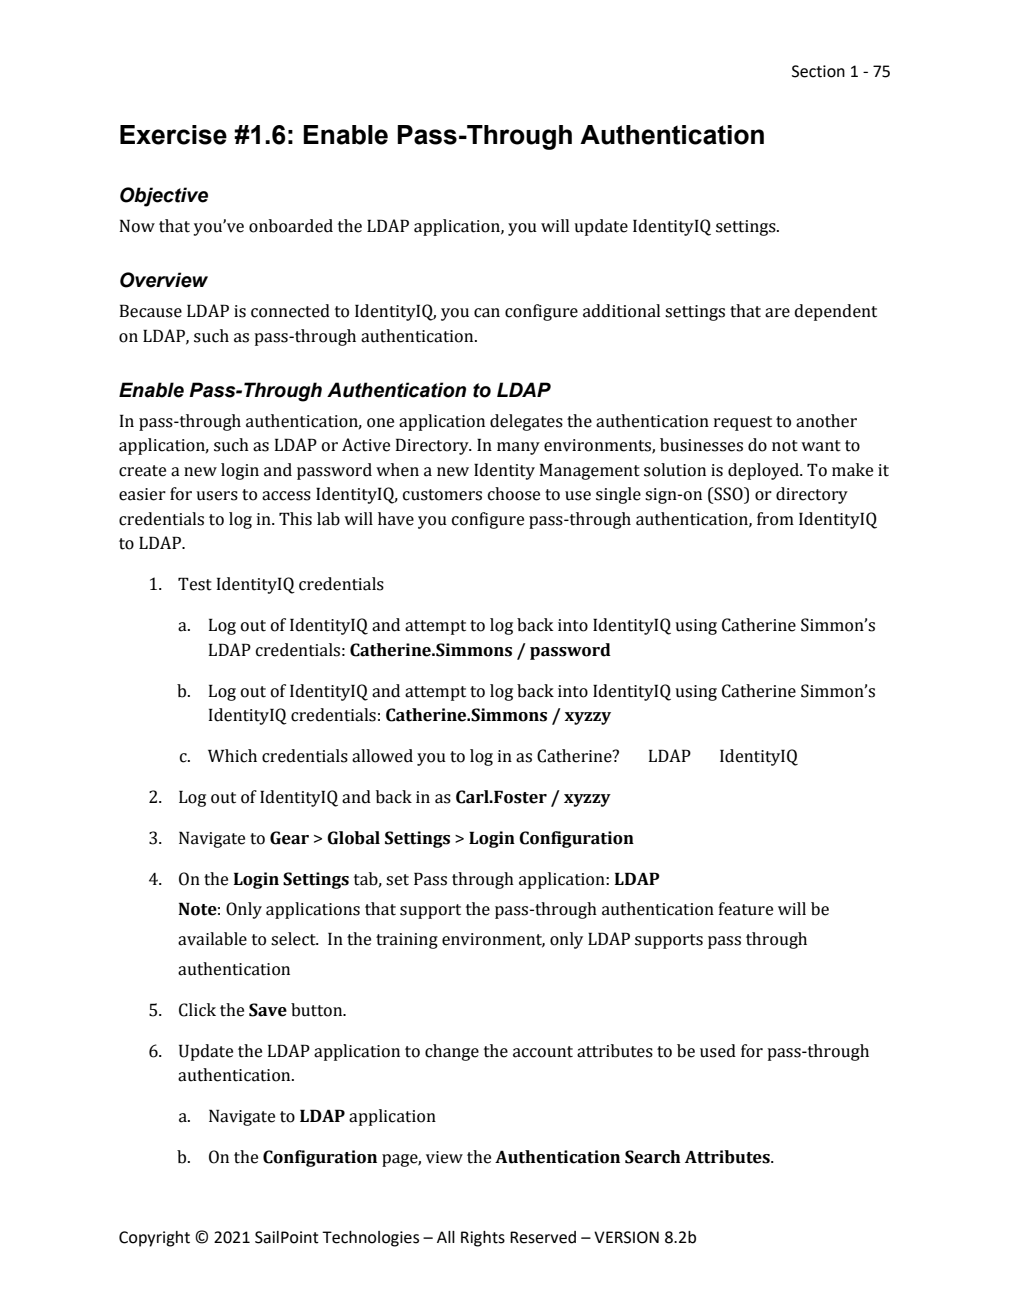 Section 1 - 75
Exercise #1.6: Enable Pass-Through Authentication
Objective
Now that you’ve onboarded the LDAP application, you will update IdentityIQ settings.
Overview
Because LDAP is connected to IdentityIQ, you can configure additional settings that are dependent
on LDAP, such as pass-through authentication.
Enable Pass-Through Authentication to LDAP
In pass-through authentication, one application delegates the authentication request to another
application, such as LDAP or Active Directory. In many environments, businesses do not want to
create a new login and password when a new Identity Management solution is deployed. To make it
easier for users to access IdentityIQ, customers choose to use single sign-on (SSO) or directory
credentials to log in. This lab will have you configure pass-through authentication, from IdentityIQ
to LDAP.
1. Test IdentityIQ credentials
a. Log out of IdentityIQ and attempt to log back into IdentityIQ using Catherine Simmon’s
LDAP credentials: Catherine.Simmons / password
b. Log out of IdentityIQ and attempt to log back into IdentityIQ using Catherine Simmon’s
IdentityIQ credentials: Catherine.Simmons / xyzzy
c. Which credentials allowed you to log in as Catherine? LDAP IdentityIQ
2. Log out of IdentityIQ and back in as Carl.Foster / xyzzy
3. Navigate to Gear > Global Settings > Login Configuration
4. On the Login Settings tab, set Pass through application: LDAP
Note: Only applications that support the pass-through authentication feature will be
available to select. In the training environment, only LDAP supports pass through
authentication
5. Click the Save button.
6. Update the LDAP application to change the account attributes to be used for pass-through
authentication.
a. Navigate to LDAP application
b. On the Configuration page, view the Authentication Search Attributes.
Copyright © 2021 SailPoint Technologies – All Rights Reserved – VERSION 8.2b